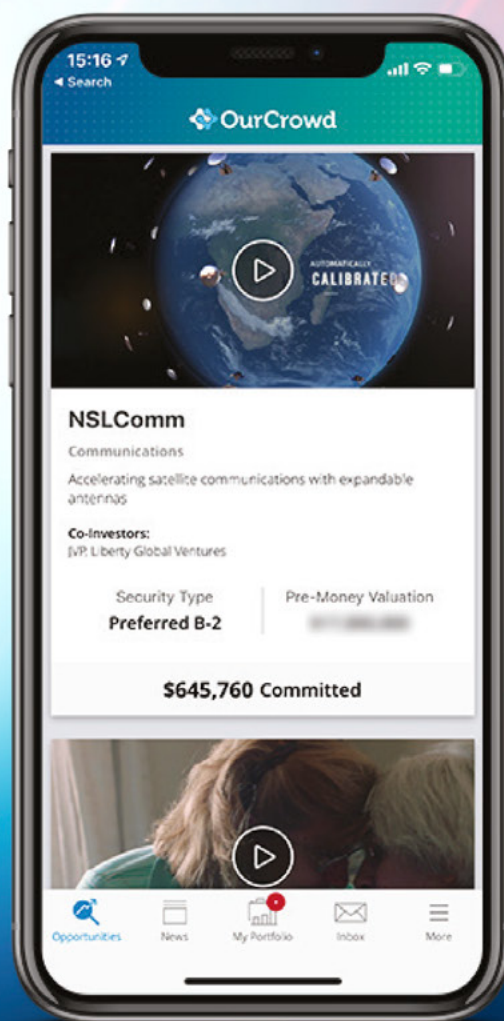 15:16
Search
OurCrowd
AUTOMATICALLY
CALIBRATED
NSLComm
Communications
Accelerating satellite communications with expandable
antennas
Co-Investors:
JVP, Liberty Global Ventures
Security Type
Pre-Money Valuation
Preferred B-2
$645,760 Committed
Opportunities
News
My Portfolio
Inbox
More